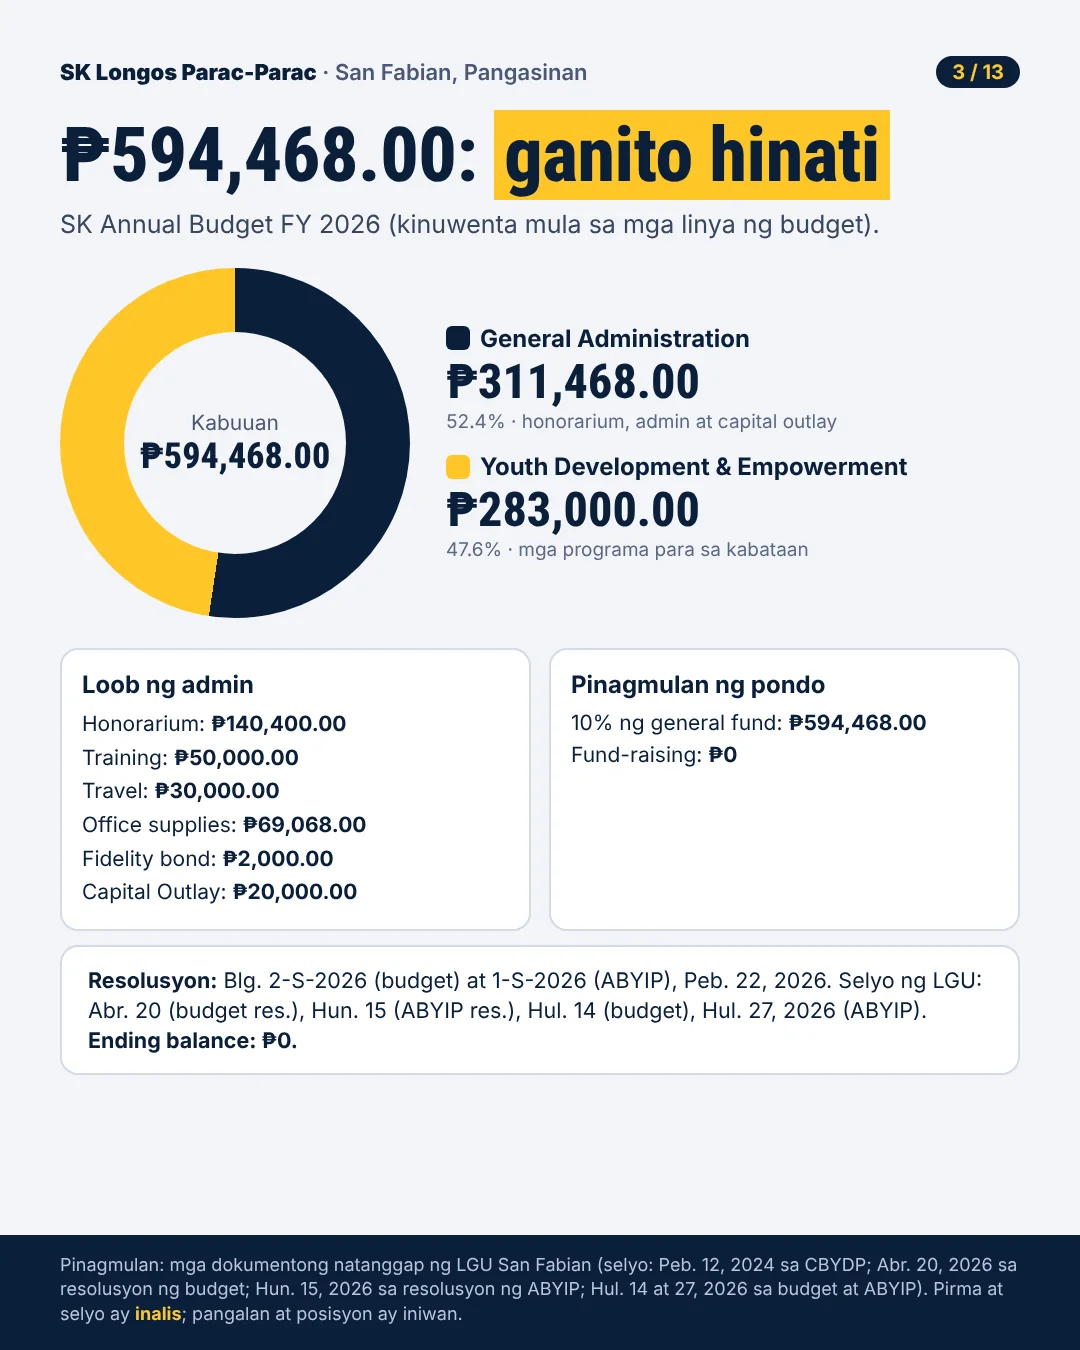 SK Longos Parac-Parac · San Fabian, Pangasinan
3 / 13
₱594,468.00: ganito hinati
SK Annual Budget FY 2026 (kinuwenta mula sa mga linya ng budget).
Kabuuan
₱594,468.00
General Administration
₱311,468.00
52.4% · honorarium, admin at capital outlay
Youth Development & Empowerment
₱283,000.00
47.6% · mga programa para sa kabataan
Loob ng admin
Honorarium: ₱140,400.00
Training: ₱50,000.00
Travel: ₱30,000.00
Office supplies: ₱69,068.00
Fidelity bond: ₱2,000.00
Capital Outlay: ₱20,000.00
Pinagmulan ng pondo
10% ng general fund: ₱594,468.00
Fund-raising: ₱0
Resolusyon: Blg. 2-S-2026 (budget) at 1-S-2026 (ABYIP), Peb. 22, 2026. Selyo ng LGU:
Abr. 20 (budget res.), Hun. 15 (ABYIP res.), Hul. 14 (budget), Hul. 27, 2026 (ABYIP).
Ending balance: ₱0.
Pinagmulan: mga dokumentong natanggap ng LGU San Fabian (selyo: Peb. 12, 2024 sa CBYDP; Abr. 20, 2026 sa
resolusyon ng budget; Hun. 15, 2026 sa resolusyon ng ABYIP; Hul. 14 at 27, 2026 sa budget at ABYIP). Pirma at
selyo ay inalis; pangalan at posisyon ay iniwan.